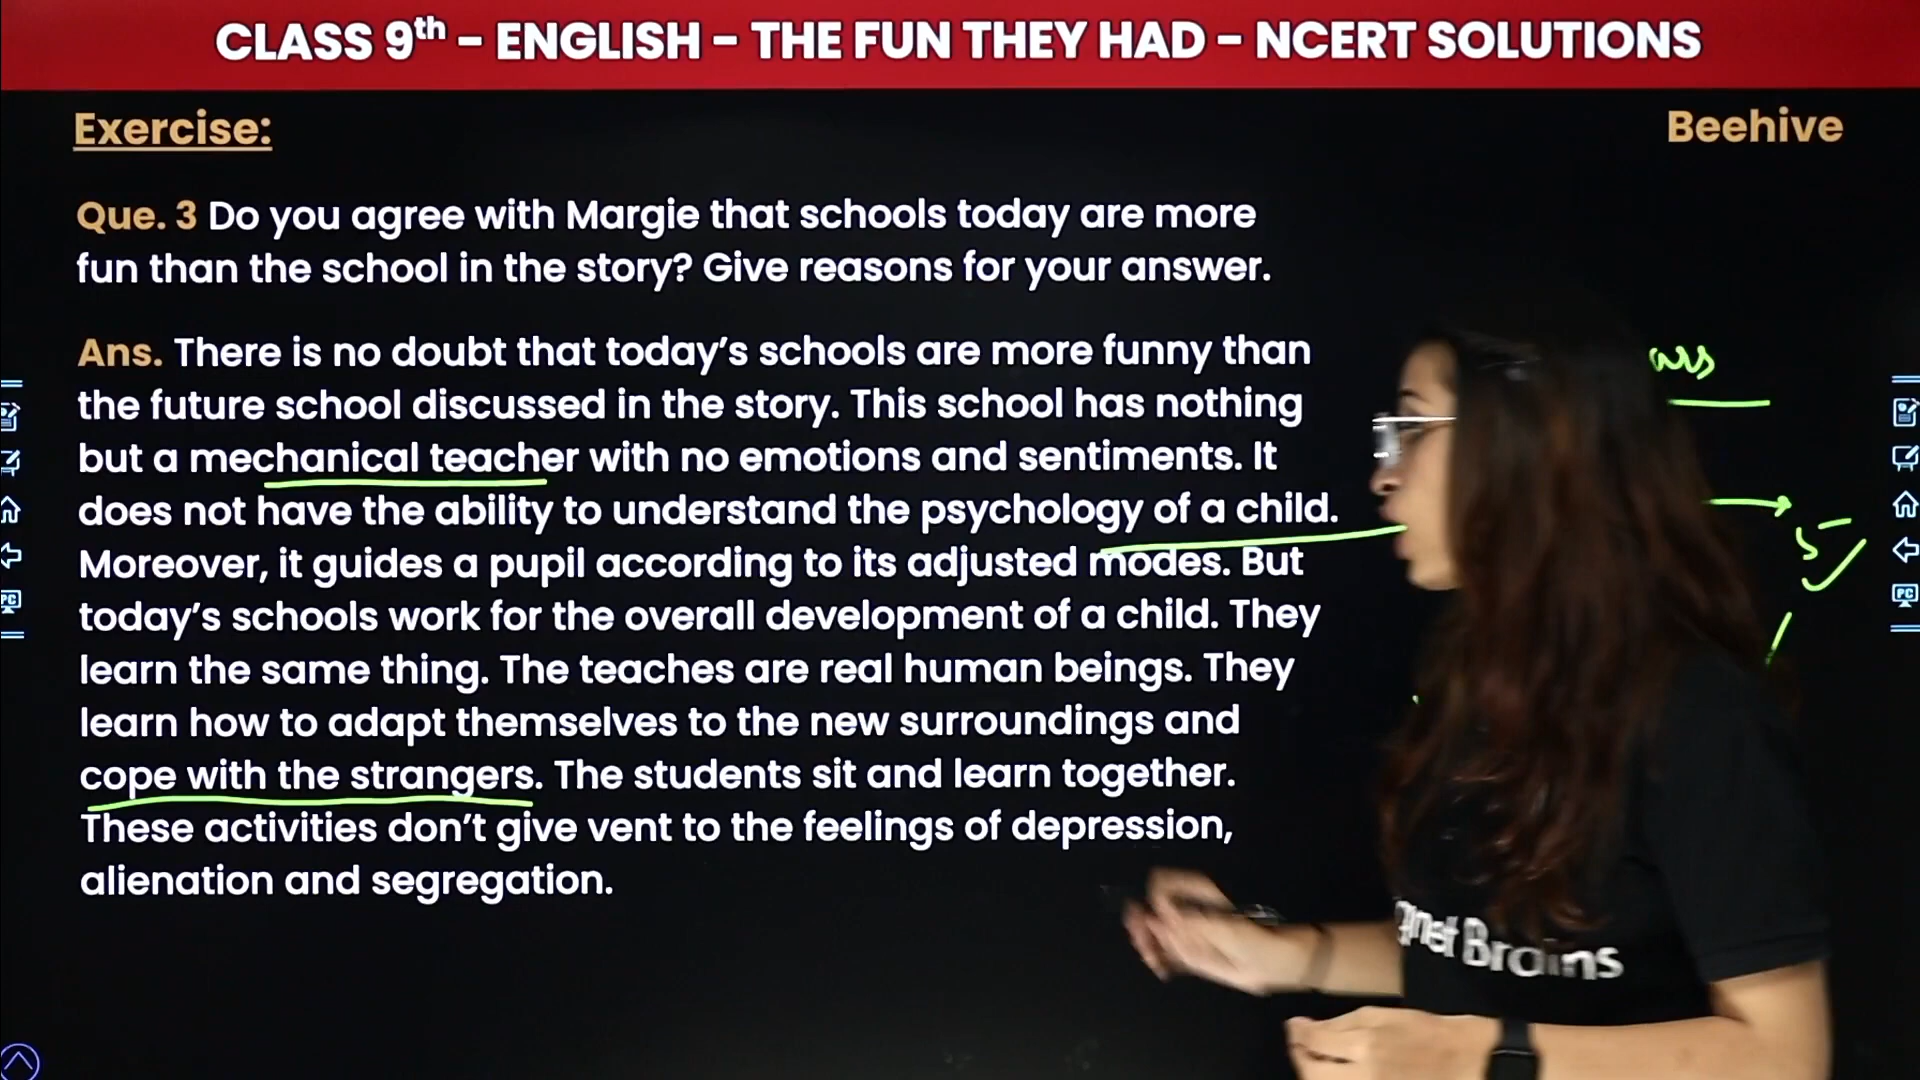 CLASS 9th - ENGLISH - THE FUN THEY HAD - NCERT SOLUTIONS
Exercise:
Beehive
Que. 3 Do you agree with Margie that schools today are more
fun than the school in the story? Give reasons for your answer.
Ans. There is no doubt that today's schools are more funny than
the future school discussed in the story. This school has nothing
but a mechanical teacher with no emotions and sentiments. It
does not have the ability to understand the psychology of a child.
Moreover, it guides a pupil according to its adjusted modes. But
today's schools work for the overall development of a child. They
learn the same thing. The teaches are real human beings. They
learn how to adapt themselves to the new surroundings and
cope with the strangers. The students sit and learn together.
These activities don't give vent to the feelings of depression,
alienation and segregation.
PC
PC
Brains